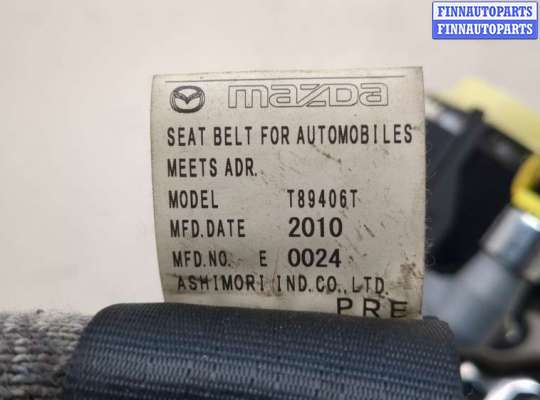 FINNAUTOPARTS
FINNAUTOPARTS
mazda
SEAT BELT FOR AUTOMOBILES
MEETS ADR.
MODEL T89406T
MFD.DATE 2010
MFD.NO. E 0024
ASHIMORI IND.CO.,LTD.
PRE